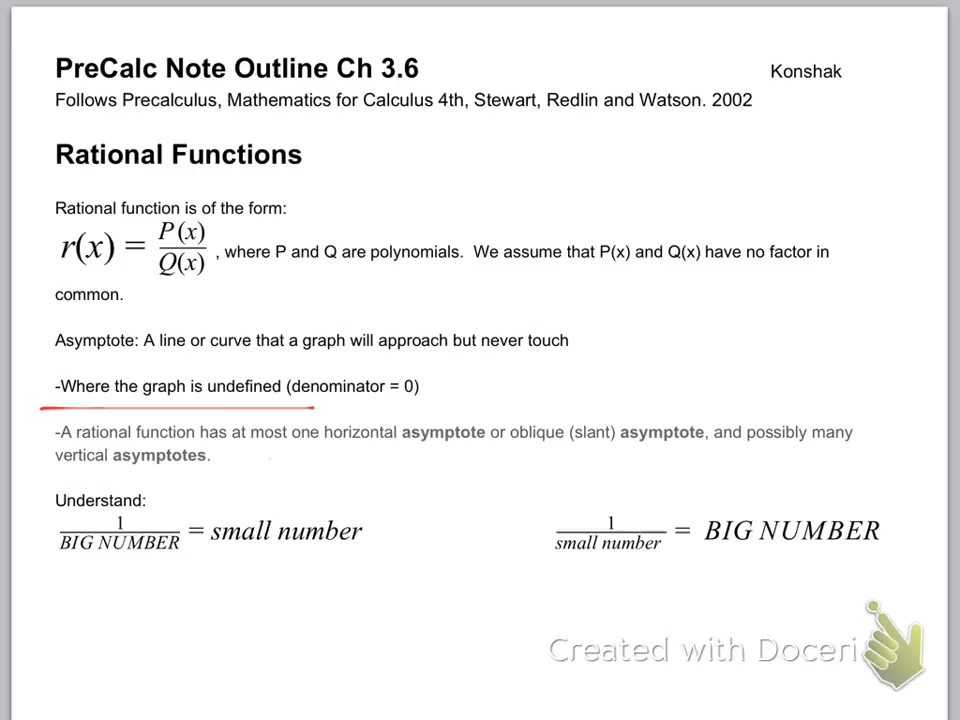 PreCalc Note Outline Ch 3.6 Konshak
Follows Precalculus, Mathematics for Calculus 4th, Stewart, Redlin and Watson. 2002
Rational Functions
Rational function is of the form:
r(x) = P(x)/Q(x) , where P and Q are polynomials. We assume that P(x) and Q(x) have no factor in
common.
Asymptote: A line or curve that a graph will approach but never touch
-Where the graph is undefined (denominator = 0)
-A rational function has at most one horizontal asymptote or oblique (slant) asymptote, and possibly many
vertical asymptotes.
Understand:
1/BIG NUMBER = small number 1/small number = BIG NUMBER
Created with Doceri